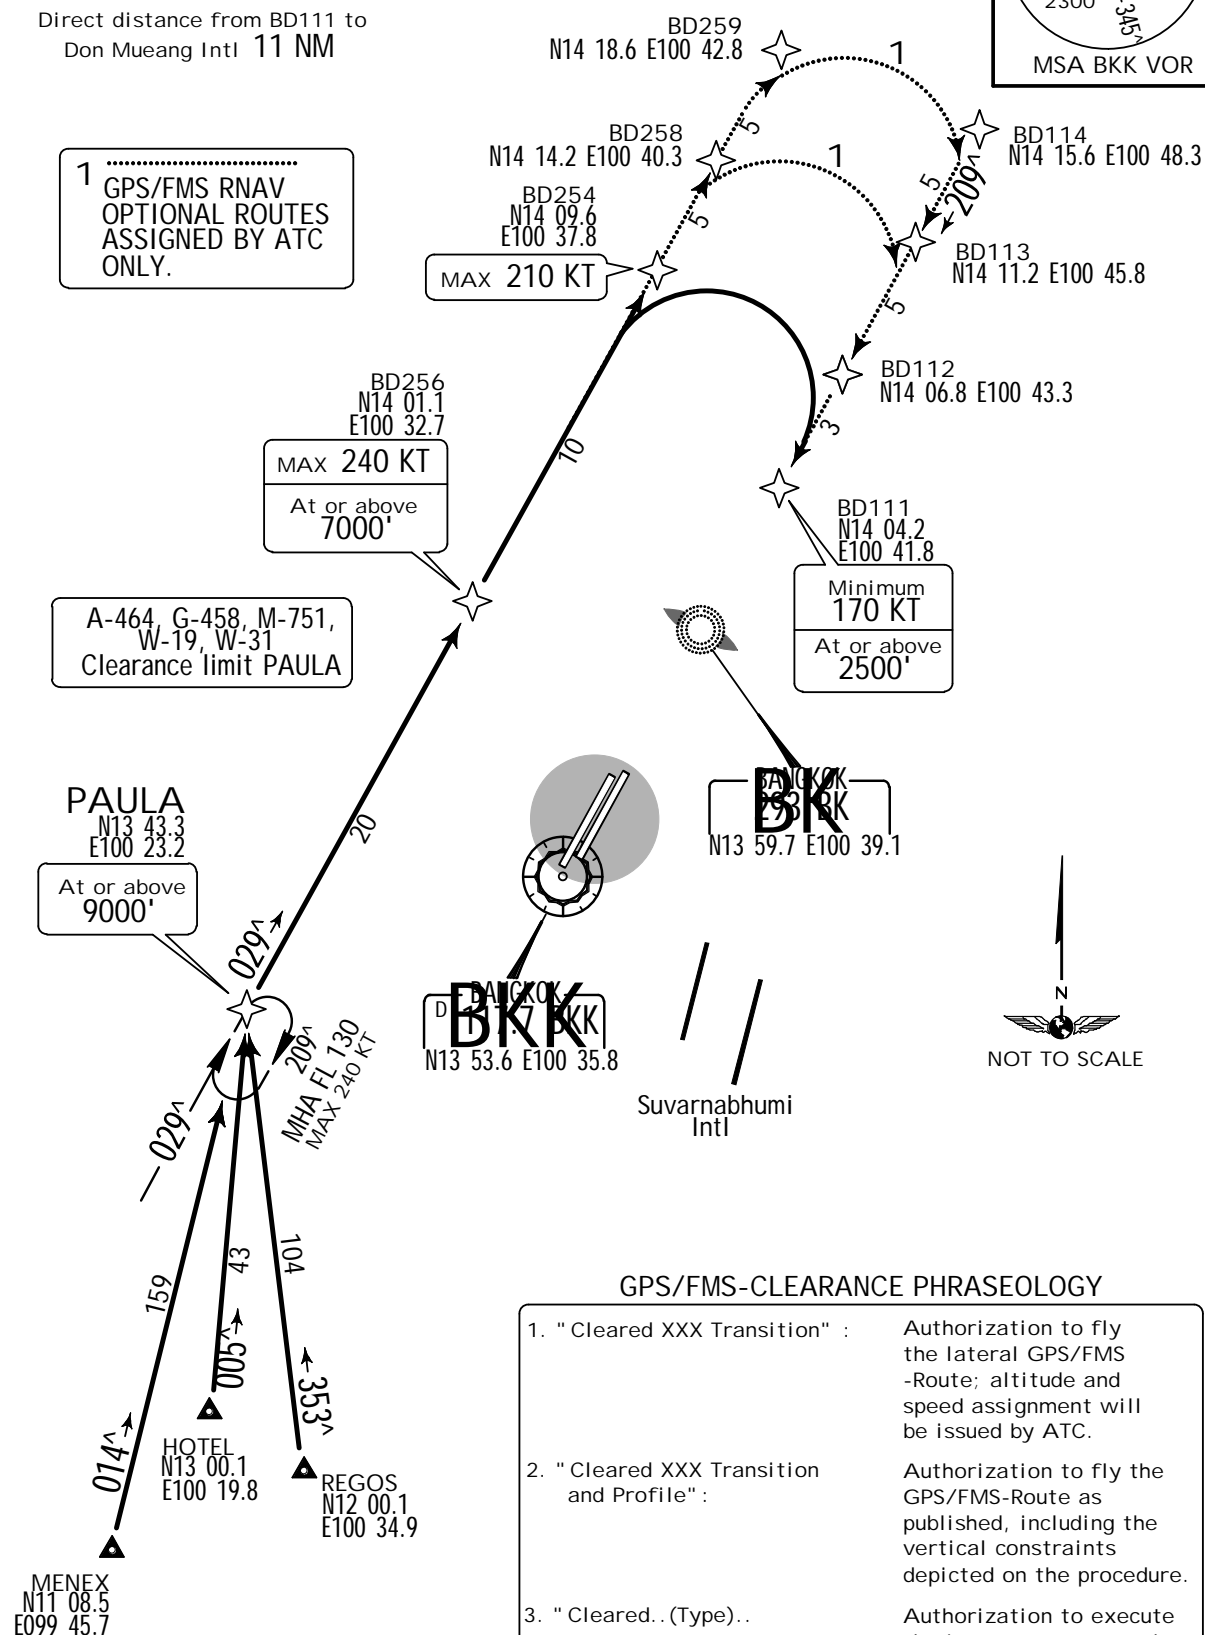 Direct distance from BD111 to
Don Mueang Intl 11 NM
2300
345^
MSA BKK VOR
BD259
N14 18.6 E100 42.8
1
5
BD258
N14 14.2 E100 40.3
1
BD114
N14 15.6 E100 48.3
5
209^
1
GPS/FMS RNAV
OPTIONAL ROUTES
ASSIGNED BY ATC
ONLY.
BD254
N14 09.6
E100 37.8
5
MAX 210 KT
BD113
N14 11.2 E100 45.8
5
BD112
N14 06.8 E100 43.3
3
BD256
N14 01.1
E100 32.7
MAX 240 KT
At or above
7000'
10
BD111
N14 04.2
E100 41.8
Minimum
170 KT
At or above
2500'
A-464, G-458, M-751,
W-19, W-31
Clearance limit PAULA
BANGKOK
293 BK
BK
N13 59.7 E100 39.1
PAULA
N13 43.3
E100 23.2
At or above
9000'
20
029^
BANGKOK
D 117.7 BKK
BKK
N13 53.6 E100 35.8
N
NOT TO SCALE
209^
MHA FL 130
MAX 240 KT
029^
Suvarnabhumi
Intl
159
43
104
014^
005^
353^
HOTEL
N13 00.1
E100 19.8
REGOS
N12 00.1
E100 34.9
MENEX
N11 08.5
E099 45.7
GPS/FMS-CLEARANCE PHRASEOLOGY
1. "Cleared XXX Transition" : Authorization to fly
the lateral GPS/FMS
-Route; altitude and
speed assignment will
be issued by ATC.
2. "Cleared XXX Transition Authorization to fly the
and Profile": GPS/FMS-Route as
published, including the
vertical constraints
depicted on the procedure.
3. "Cleared..(Type).. Authorization to execute